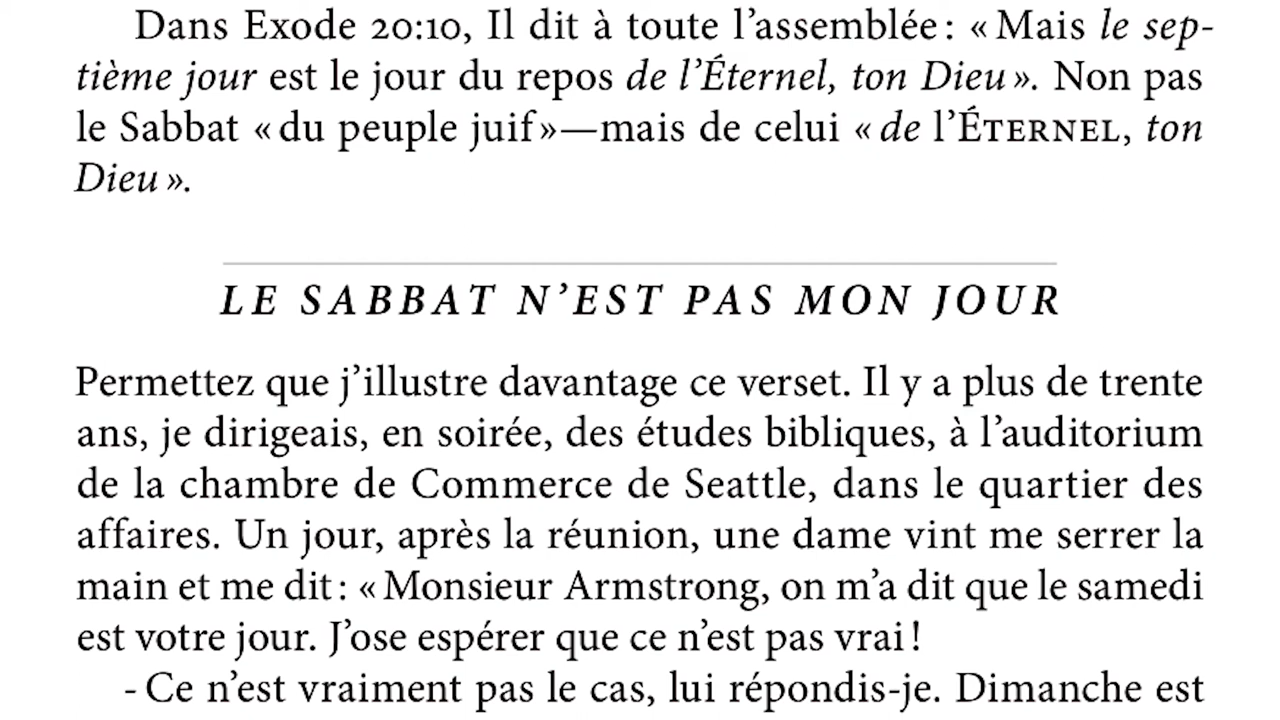 Dans Exode 20:10, Il dit à toute l’assemblée : « Mais le sep-
tième jour est le jour du repos de l’Éternel, ton Dieu ». Non pas
le Sabbat « du peuple juif »—mais de celui « de l’ÉTERNEL, ton
Dieu ».
LE SABBAT N’EST PAS MON JOUR
Permettez que j’illustre davantage ce verset. Il y a plus de trente
ans, je dirigeais, en soirée, des études bibliques, à l’auditorium
de la chambre de Commerce de Seattle, dans le quartier des
affaires. Un jour, après la réunion, une dame vint me serrer la
main et me dit : « Monsieur Armstrong, on m’a dit que le samedi
est votre jour. J’ose espérer que ce n’est pas vrai !
- Ce n’est vraiment pas le cas, lui répondis-je. Dimanche est